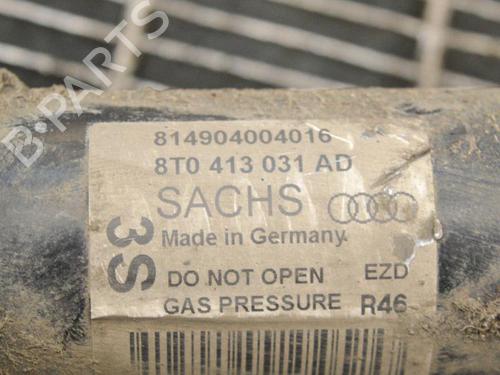 B-PARTS
814904004016
8T0 413 031 AD
SACHS
Made in Germany
3S
DO NOT OPEN EZD
GAS PRESSURE R46